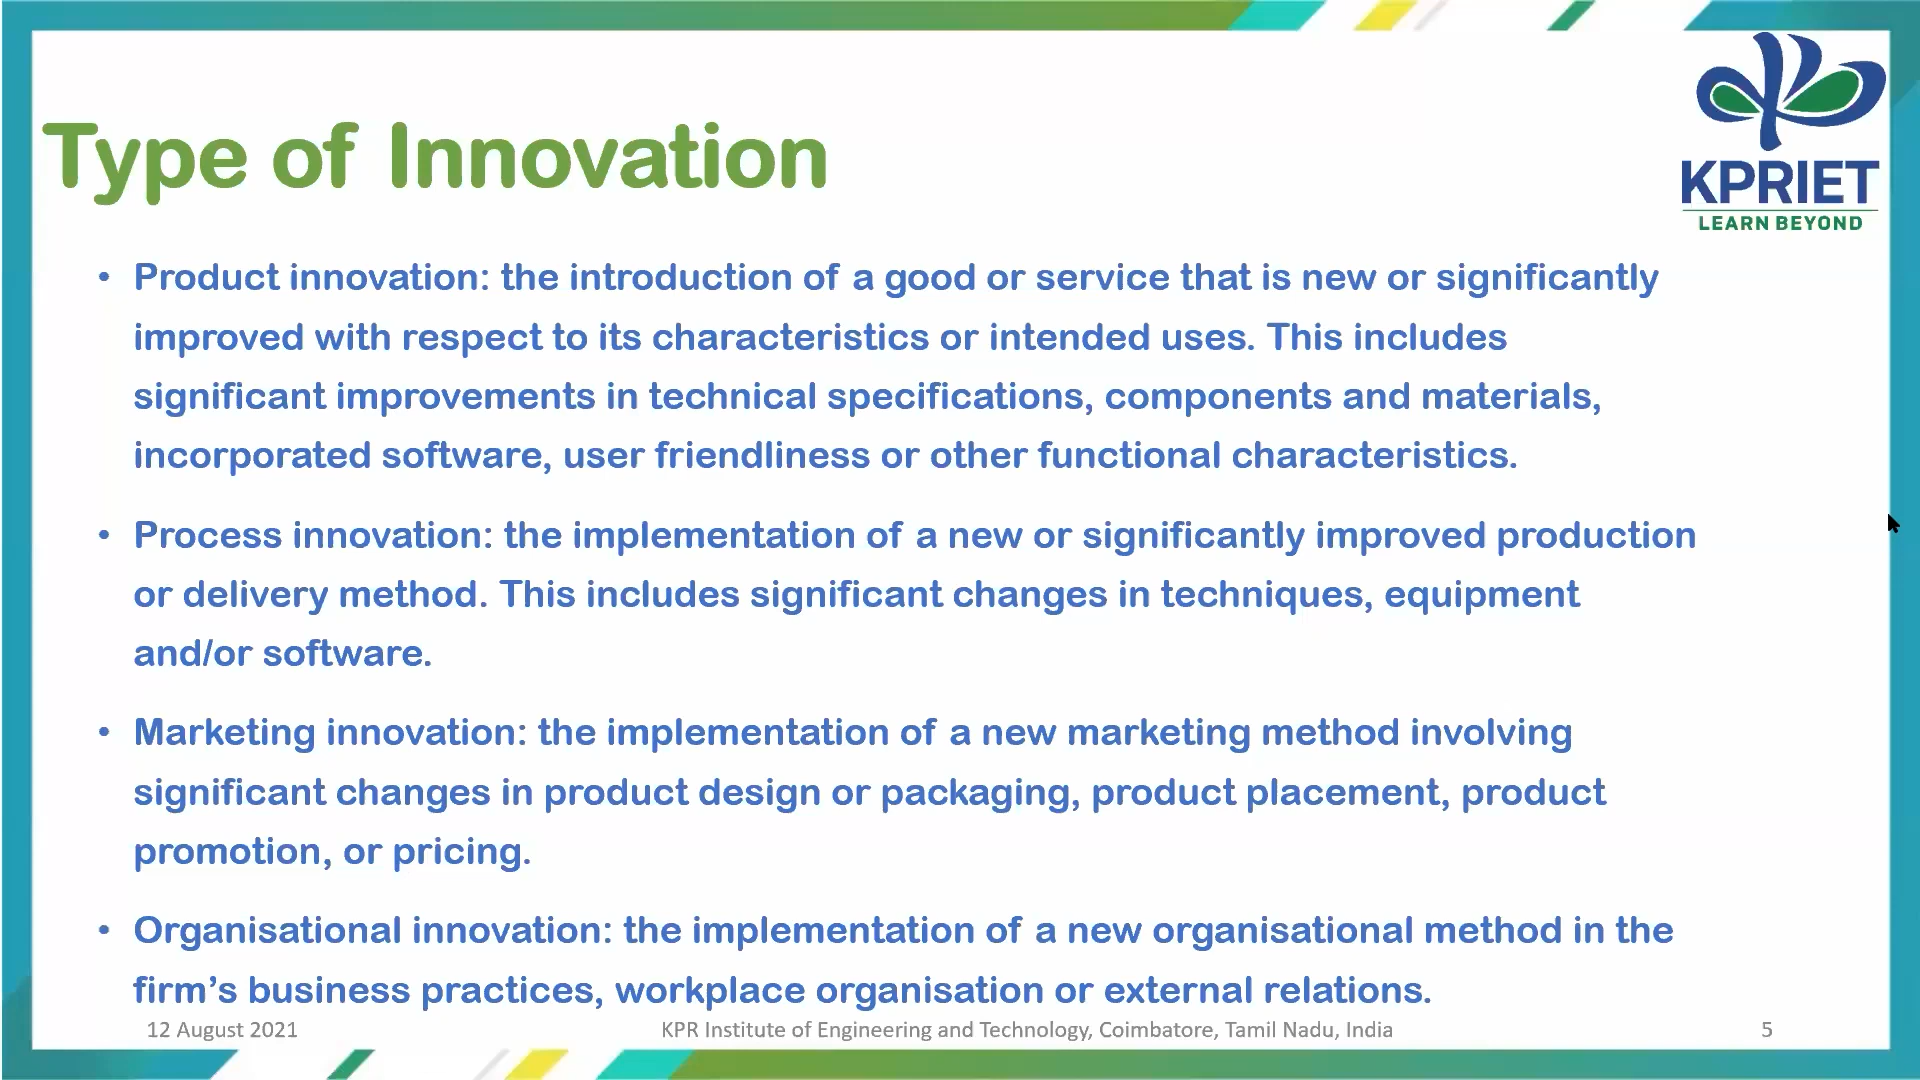 KPRIET
LEARN BEYOND
Type of Innovation
• Product innovation: the introduction of a good or service that is new or significantly
improved with respect to its characteristics or intended uses. This includes
significant improvements in technical specifications, components and materials,
incorporated software, user friendliness or other functional characteristics.
• Process innovation: the implementation of a new or significantly improved production
or delivery method. This includes significant changes in techniques, equipment
and/or software.
• Marketing innovation: the implementation of a new marketing method involving
significant changes in product design or packaging, product placement, product
promotion, or pricing.
• Organisational innovation: the implementation of a new organisational method in the
firm’s business practices, workplace organisation or external relations.
12 August 2021
KPR Institute of Engineering and Technology, Coimbatore, Tamil Nadu, India
5